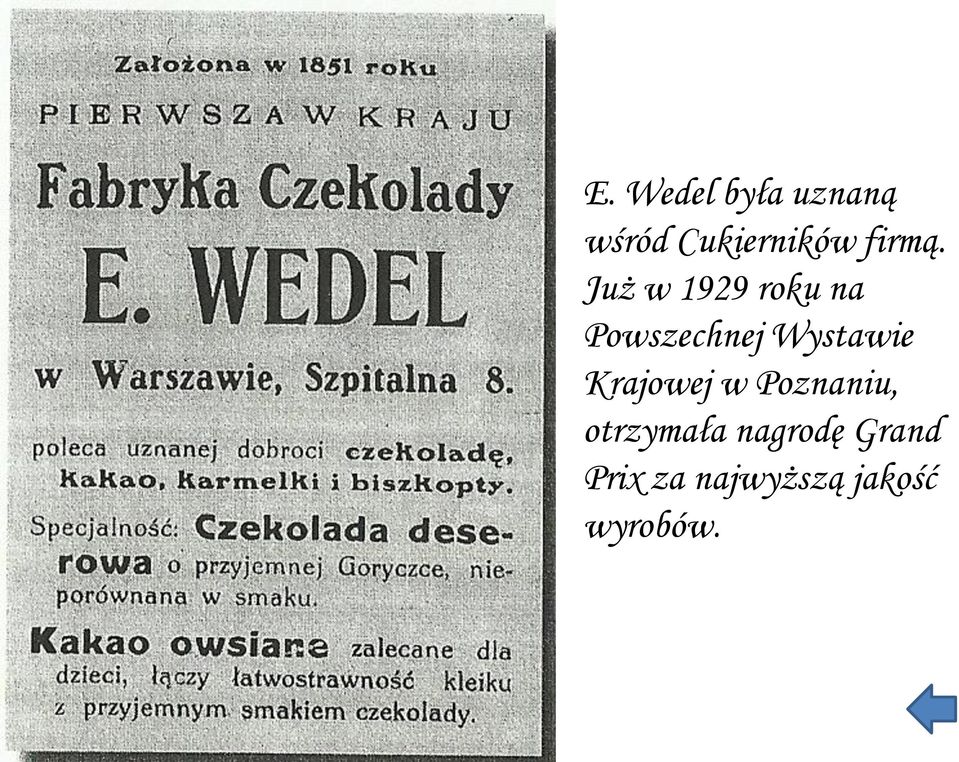 Założona w 1851 roku
PIERWSZA W KRAJU
Fabryka Czekolady
E. WEDEL
w Warszawie, Szpitalna 8.
poleca uznanej dobroci czekoladę,
kakao, karmelki i biszkopty.
Specjalność: Czekolada dese-
rowa o przyjemnej Goryczce, nie-
porównana w smaku.
Kakao owsiane zalecane dla
dzieci, łączy łatwostrawność kleiku
z przyjemnym smakiem czekolady.
E. Wedel była uznaną
wśród Cukierników firmą.
Już w 1929 roku na
Powszechnej Wystawie
Krajowej w Poznaniu,
otrzymała nagrodę Grand
Prix za najwyższą jakość
wyrobów.